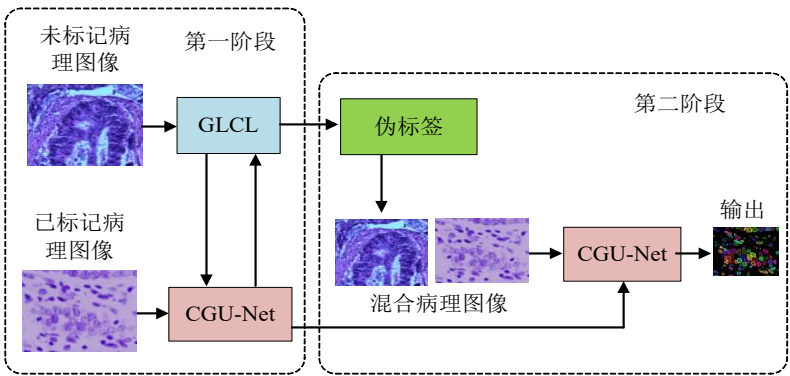 未标记病
理图像
第一阶段
GLCL
已标记病
理图像
CGU-Net
第二阶段
伪标签
混合病理图像
CGU-Net
输出